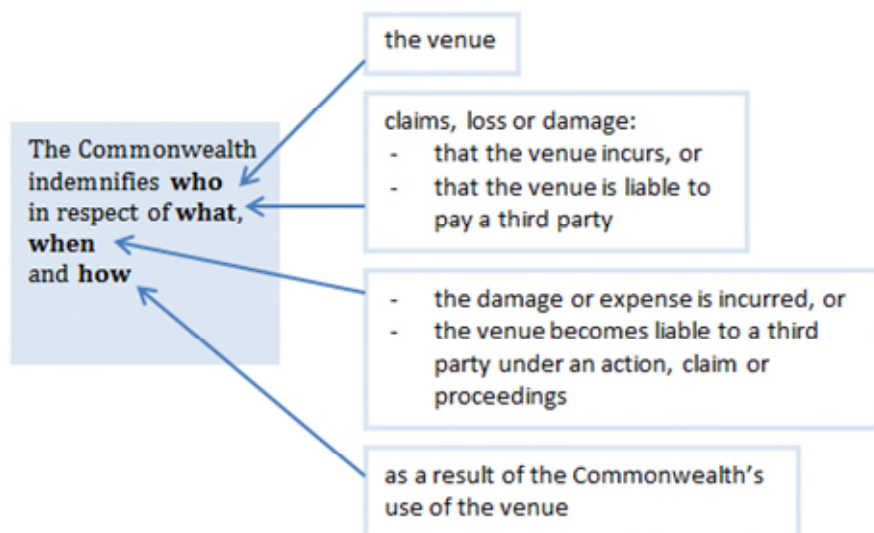 the venue
The Commonwealth
indemnifies who
in respect of what,
when
and how
claims, loss or damage:
- that the venue incurs, or
- that the venue is liable to
pay a third party
- the damage or expense is incurred, or
- the venue becomes liable to a third
party under an action, claim or
proceedings
as a result of the Commonwealth's
use of the venue